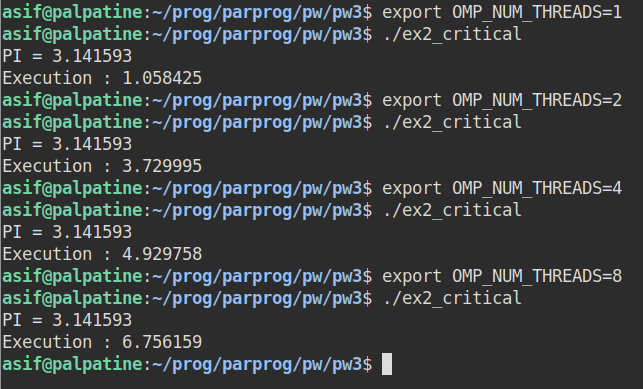 asif@palpatine:~/prog/parprog/pw/pw3$ export OMP_NUM_THREADS=1
asif@palpatine:~/prog/parprog/pw/pw3$ ./ex2_critical
PI = 3.141593
Execution : 1.058425
asif@palpatine:~/prog/parprog/pw/pw3$ export OMP_NUM_THREADS=2
asif@palpatine:~/prog/parprog/pw/pw3$ ./ex2_critical
PI = 3.141593
Execution : 3.729995
asif@palpatine:~/prog/parprog/pw/pw3$ export OMP_NUM_THREADS=4
asif@palpatine:~/prog/parprog/pw/pw3$ ./ex2_critical
PI = 3.141593
Execution : 4.929758
asif@palpatine:~/prog/parprog/pw/pw3$ export OMP_NUM_THREADS=8
asif@palpatine:~/prog/parprog/pw/pw3$ ./ex2_critical
PI = 3.141593
Execution : 6.756159
asif@palpatine:~/prog/parprog/pw/pw3$